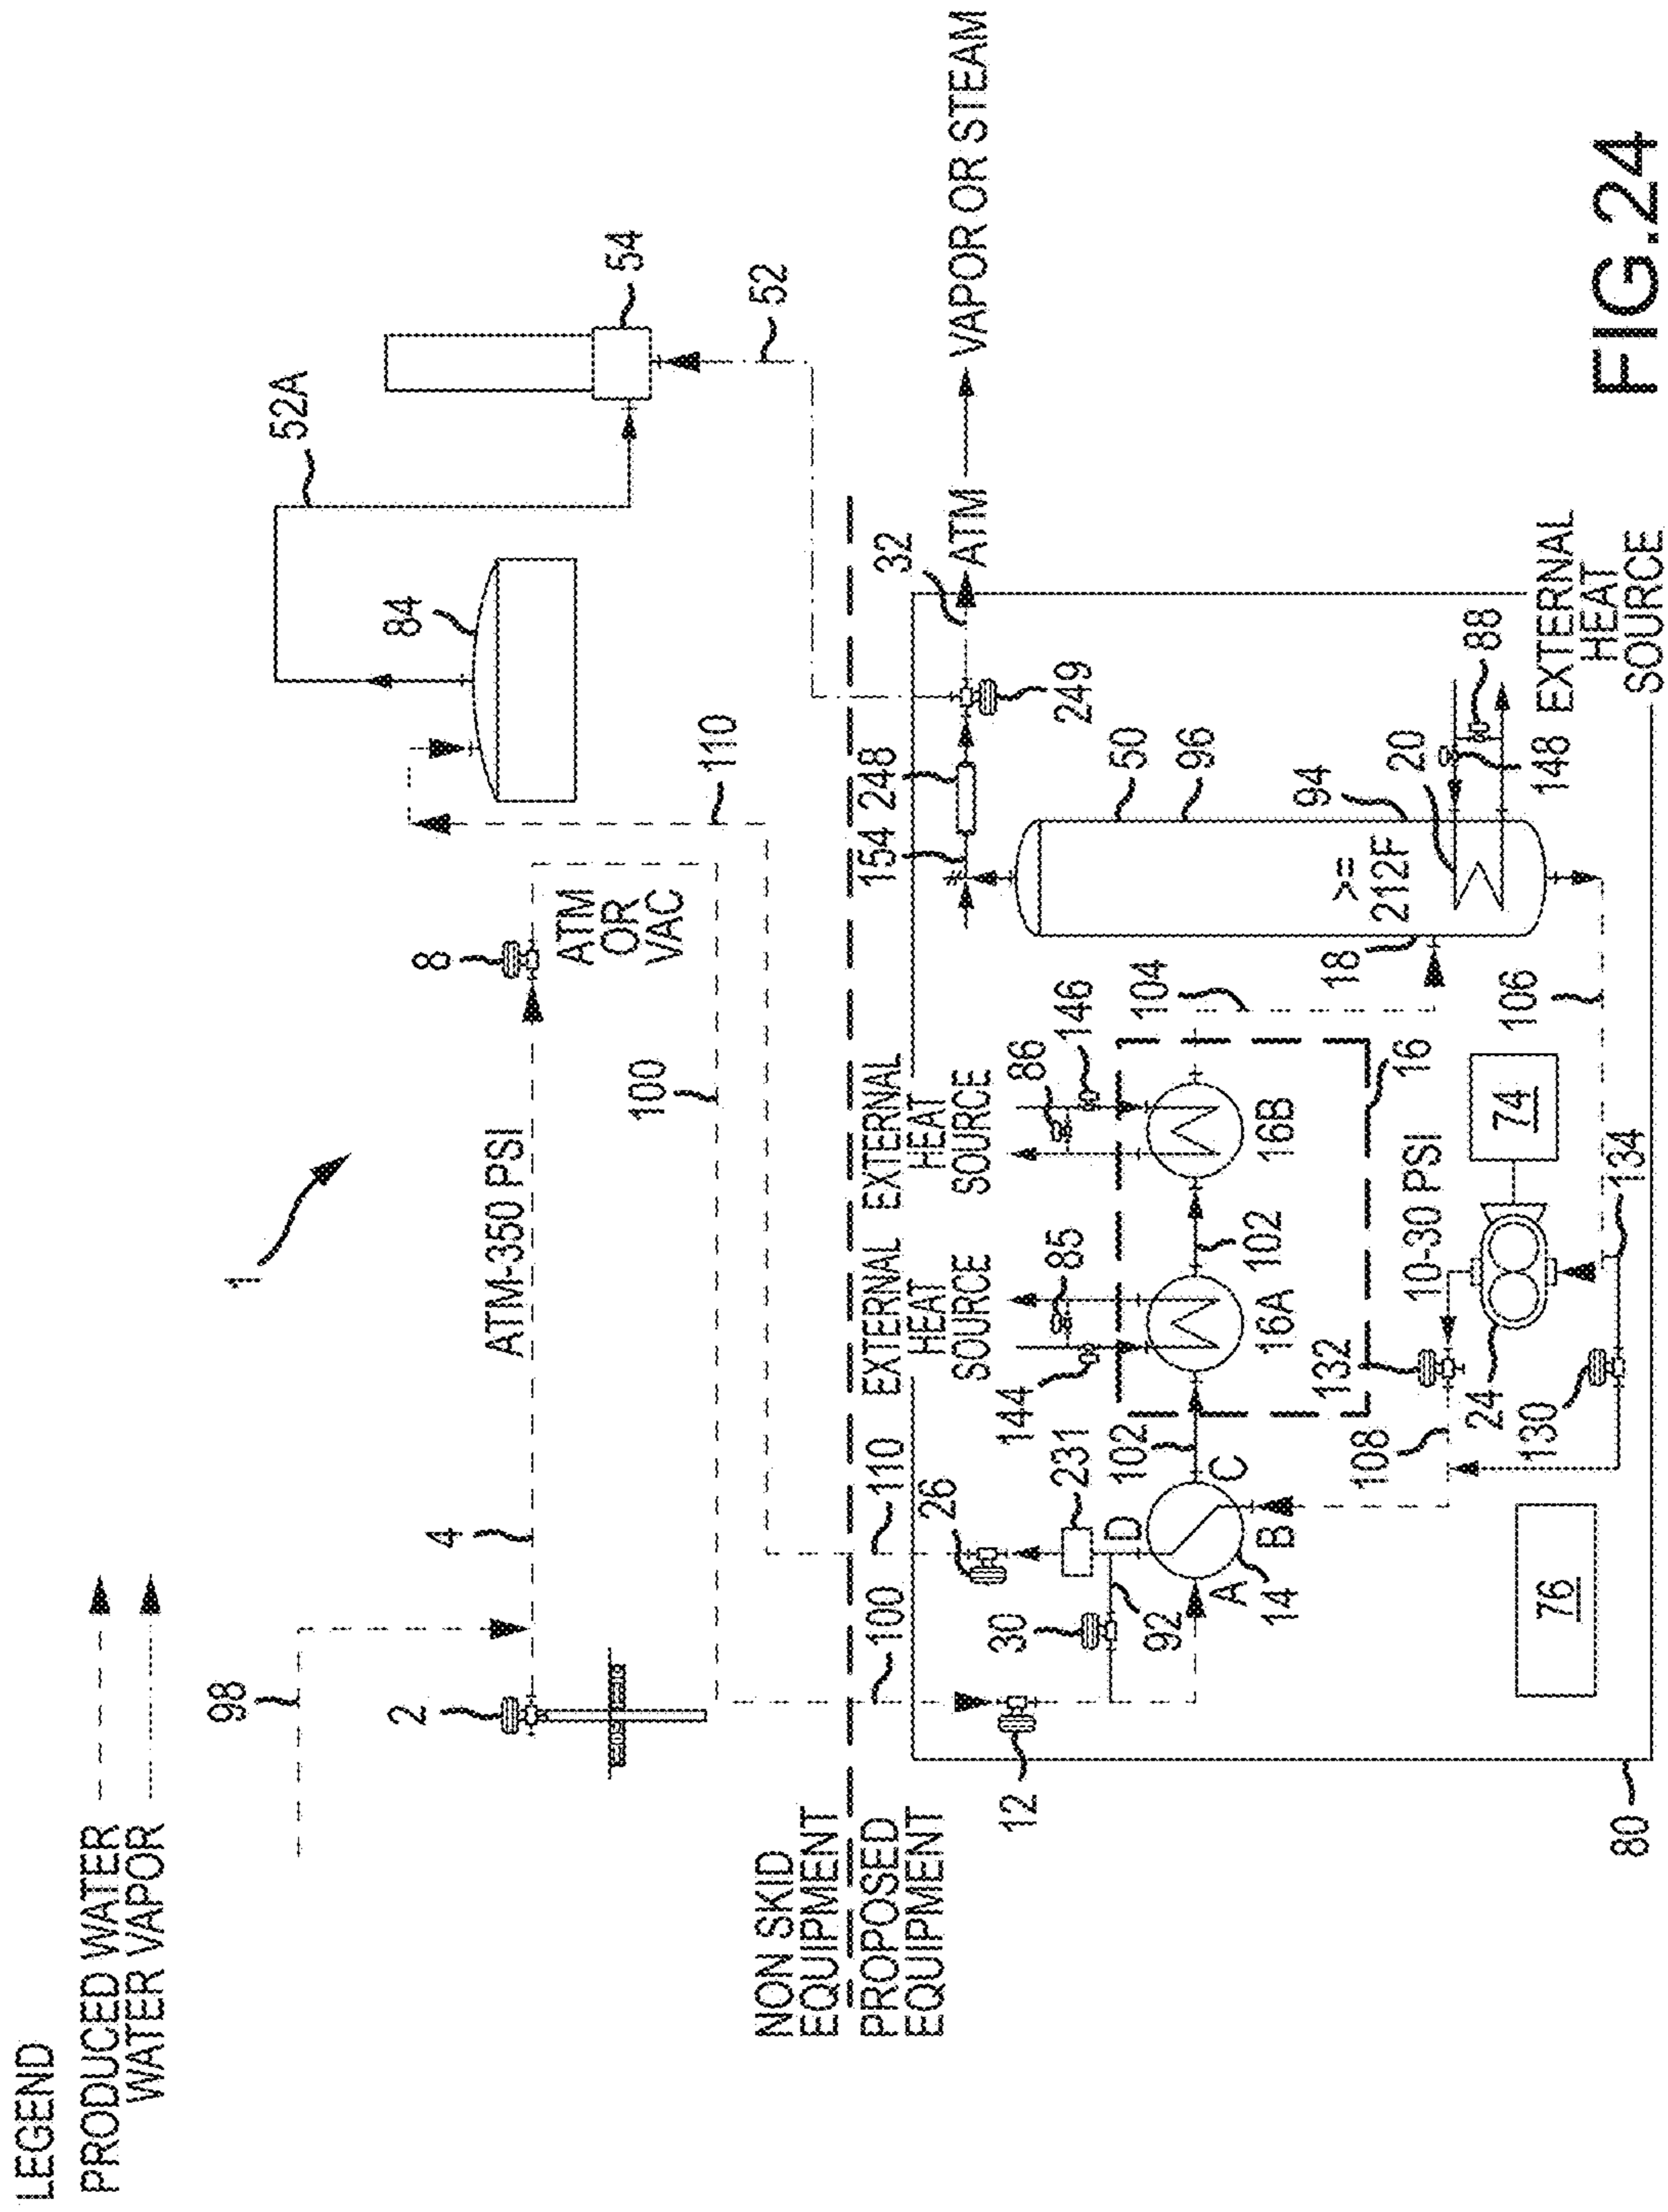 LEGEND
PRODUCED WATER
WATER VAPOR
98
2
4
1
ATM-350 PSI
8
ATM
OR
VAC
100
110
84
52A
54
52
NON SKID
EQUIPMENT
PROPOSED
EQUIPMENT
100
110
EXTERNAL
HEAT
SOURCE
EXTERNAL
HEAT
SOURCE
154
248
249
32
ATM
VAPOR OR STEAM
12
30
26
231
92
D
A
14
B
C
102
144
85
16A
102
86
146
16B
104
16
18
50
96
94
>=
212F
20
148
88
EXTERNAL
HEAT
SOURCE
106
76
108
132
10-30 PSI
24
74
130
134
80
FIG.24